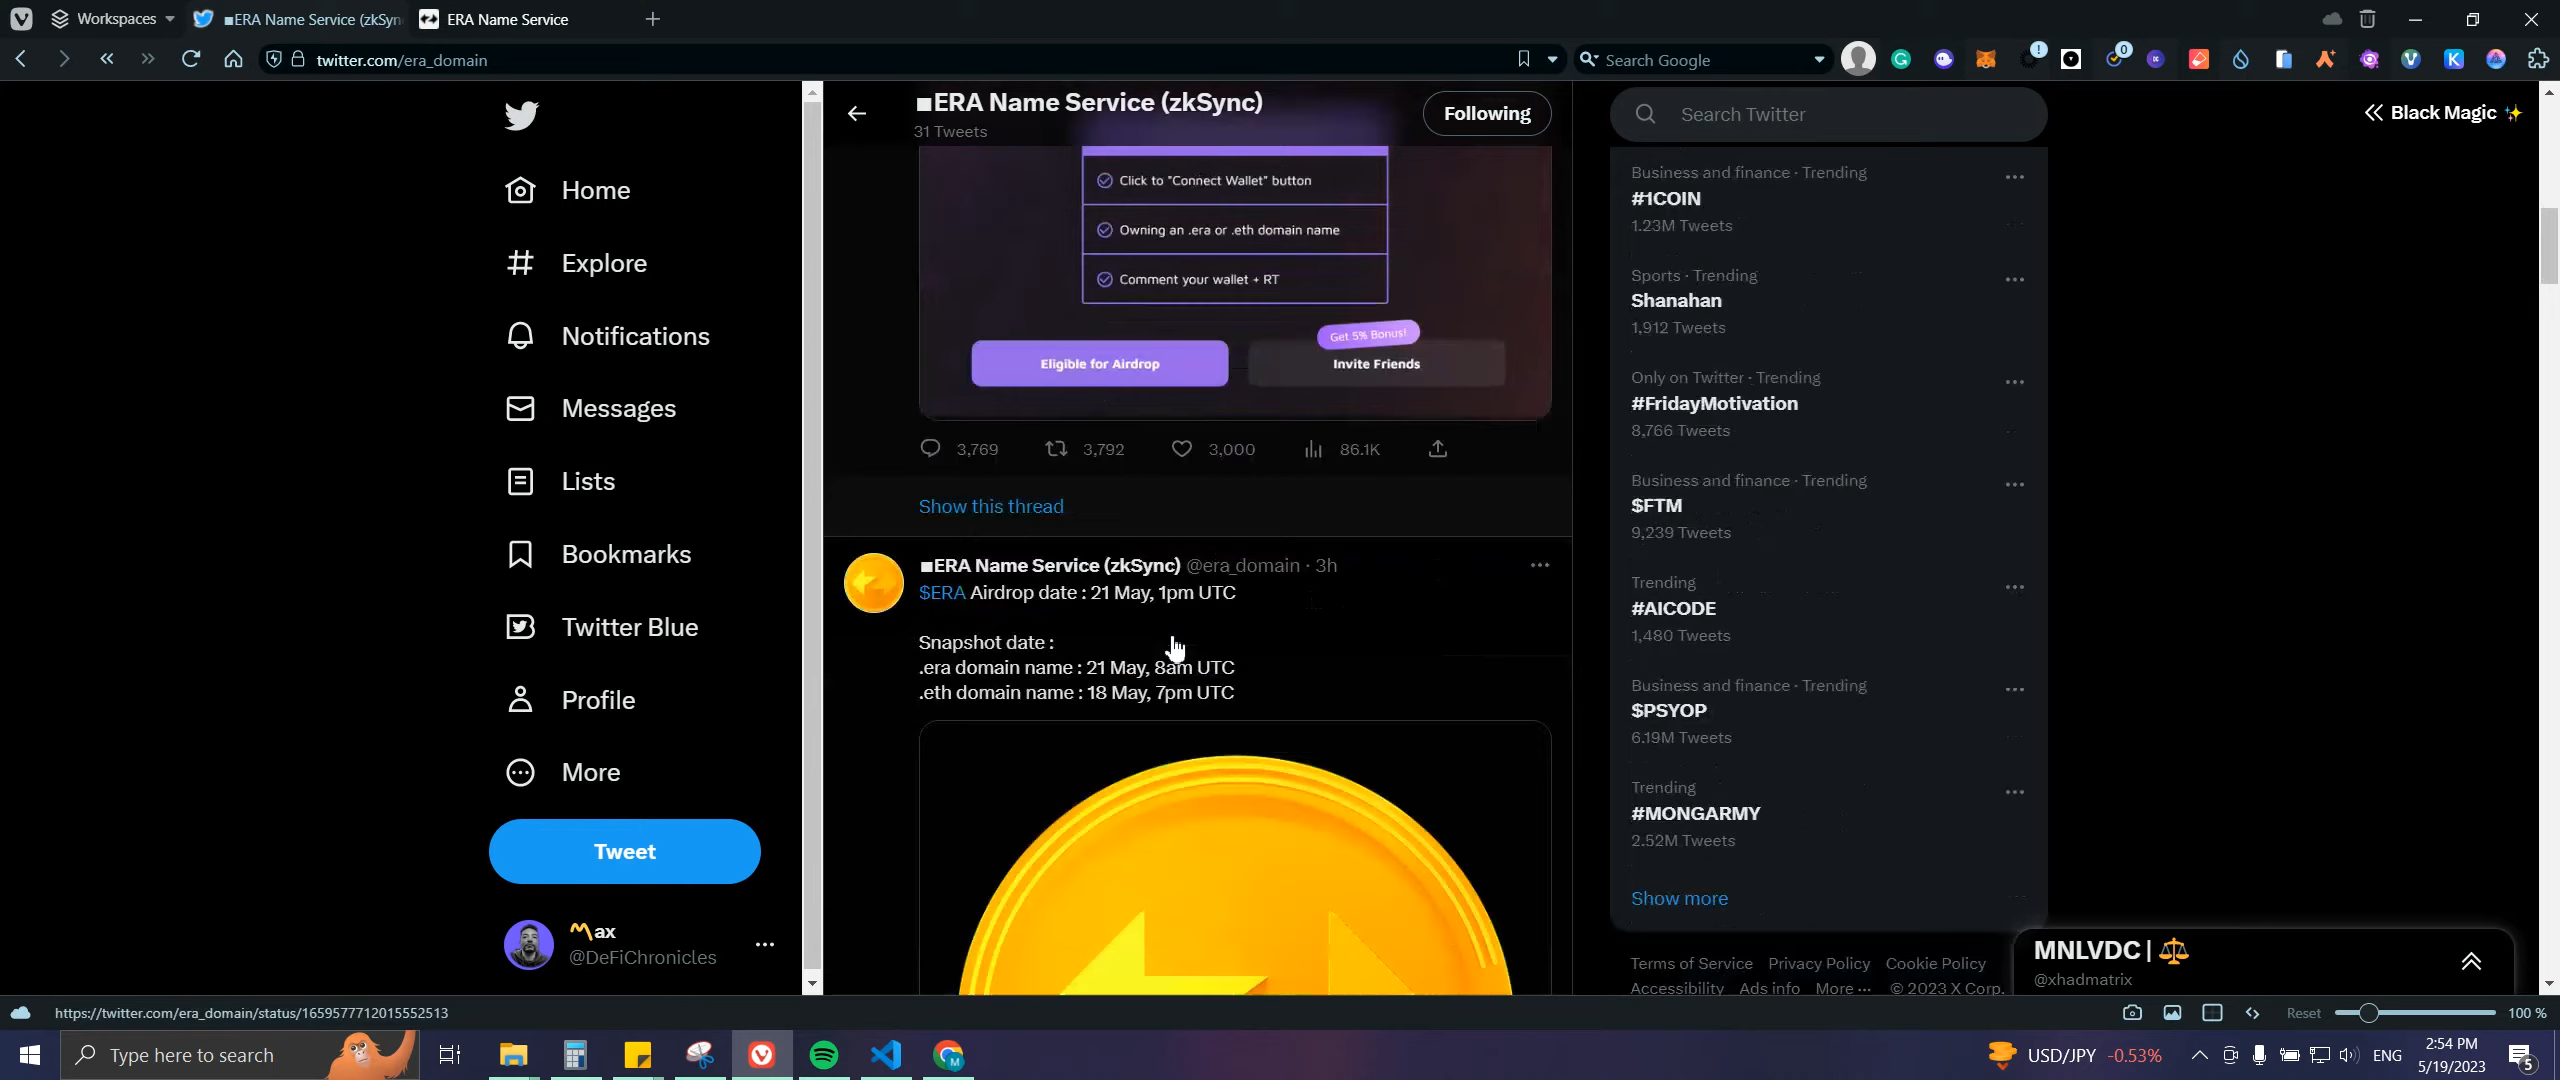 Workspaces
■ERA Name Service (zkSyn
ERA Name Service
twitter.com/era_domain
Search Google
Home
Explore
Notifications
Messages
Lists
Bookmarks
Twitter Blue
Profile
More
Tweet
Max
@DeFiChronicles
■ERA Name Service (zkSync)
31 Tweets
Following
Click to "Connect Wallet" button
Owning an .era or .eth domain name
Comment your wallet + RT
Get 5% Bonus!
Eligible for Airdrop
Invite Friends
3,769
3,792
3,000
86.1K
Show this thread
■ERA Name Service (zkSync) @era_domain · 3h
$ERA Airdrop date : 21 May, 1pm UTC
Snapshot date :
.era domain name : 21 May, 8am UTC
.eth domain name : 18 May, 7pm UTC
Search Twitter
Business and finance · Trending
#1COIN
1.23M Tweets
Sports · Trending
Shanahan
1,912 Tweets
Only on Twitter · Trending
#FridayMotivation
8,766 Tweets
Business and finance · Trending
$FTM
9,239 Tweets
Trending
#AICODE
1,480 Tweets
Business and finance · Trending
$PSYOP
6.19M Tweets
Trending
#MONGARMY
2.52M Tweets
Show more
Terms of Service Privacy Policy Cookie Policy
Accessibility Ads info More ··· © 2023 X Corp.
Black Magic
MNLVDC |
@xhadmatrix
https://twitter.com/era_domain/status/1659577712015552513
Reset
100 %
Type here to search
USD/JPY -0.53%
ENG
2:54 PM
5/19/2023
5